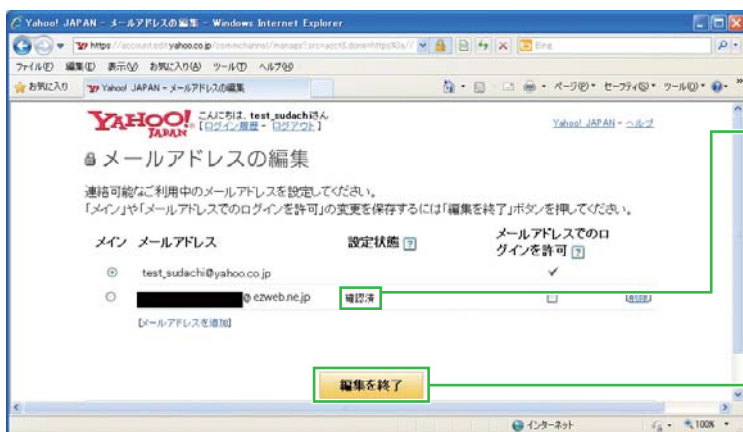 Yahoo! JAPAN - メールアドレスの編集 - Windows Internet Explorer
Bing
ファイル(F) 編集(E) 表示(V) お気に入り(A) ツール(T) ヘルプ(H)
お気に入り Yahoo! JAPAN - メールアドレスの編集 ページ(P) セーフティ(S) ツール(O)
YAHOO! JAPAN
こんにちは、test_sudachiさん
[ログイン履歴 - ログアウト]
Yahoo! JAPAN - ヘルプ
メールアドレスの編集
連絡可能なご利用中のメールアドレスを設定してください。
「メイン」や「メールアドレスでのログインを許可」の変更を保存するには「編集を終了」ボタンを押してください。
メイン メールアドレス 設定状態 ? メールアドレスでのログインを許可 ?
test_sudachi@yahoo.co.jp
@ezweb.ne.jp 確認済 [削除]
[メールアドレスを追加]
編集を終了
インターネット 100%